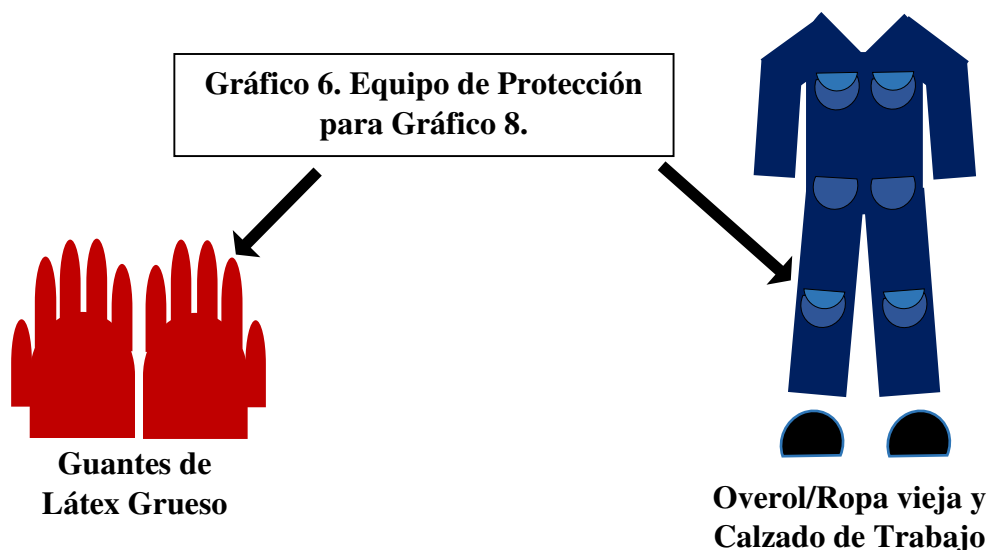 Gráfico 6. Equipo de Protección
para Gráfico 8.
Guantes de
Látex Grueso
Overol/Ropa vieja y
Calzado de Trabajo